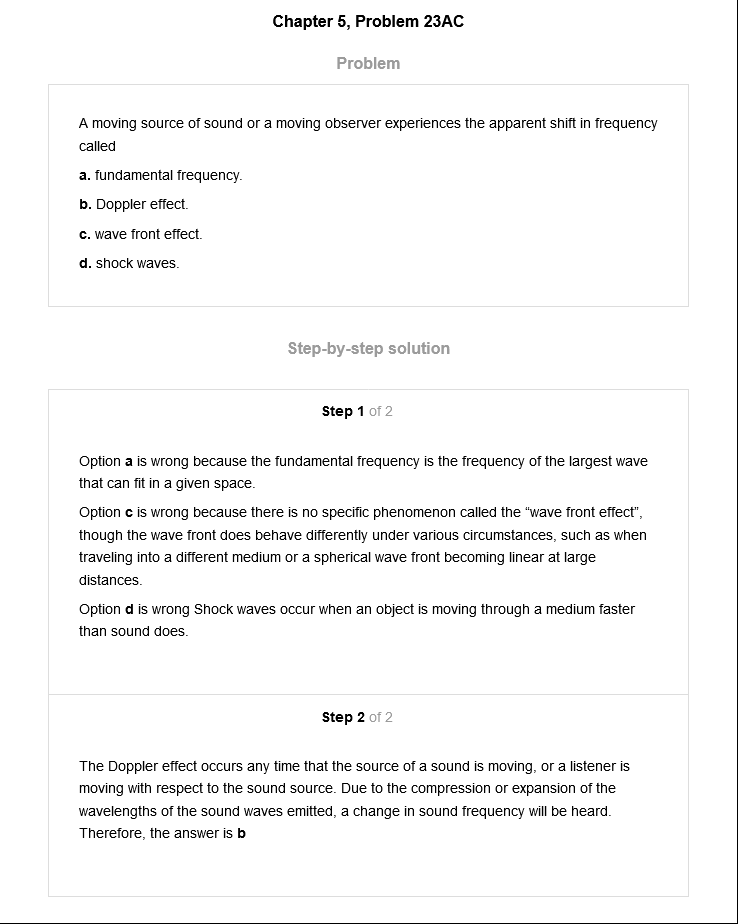 Chapter 5, Problem 23AC
Problem
A moving source of sound or a moving observer experiences the apparent shift in frequency
called
a. fundamental frequency.
b. Doppler effect.
c. wave front effect.
d. shock waves.
Step-by-step solution
Step 1 of 2
Option a is wrong because the fundamental frequency is the frequency of the largest wave
that can fit in a given space.
Option c is wrong because there is no specific phenomenon called the “wave front effect”,
though the wave front does behave differently under various circumstances, such as when
traveling into a different medium or a spherical wave front becoming linear at large
distances.
Option d is wrong Shock waves occur when an object is moving through a medium faster
than sound does.
Step 2 of 2
The Doppler effect occurs any time that the source of a sound is moving, or a listener is
moving with respect to the sound source. Due to the compression or expansion of the
wavelengths of the sound waves emitted, a change in sound frequency will be heard.
Therefore, the answer is b